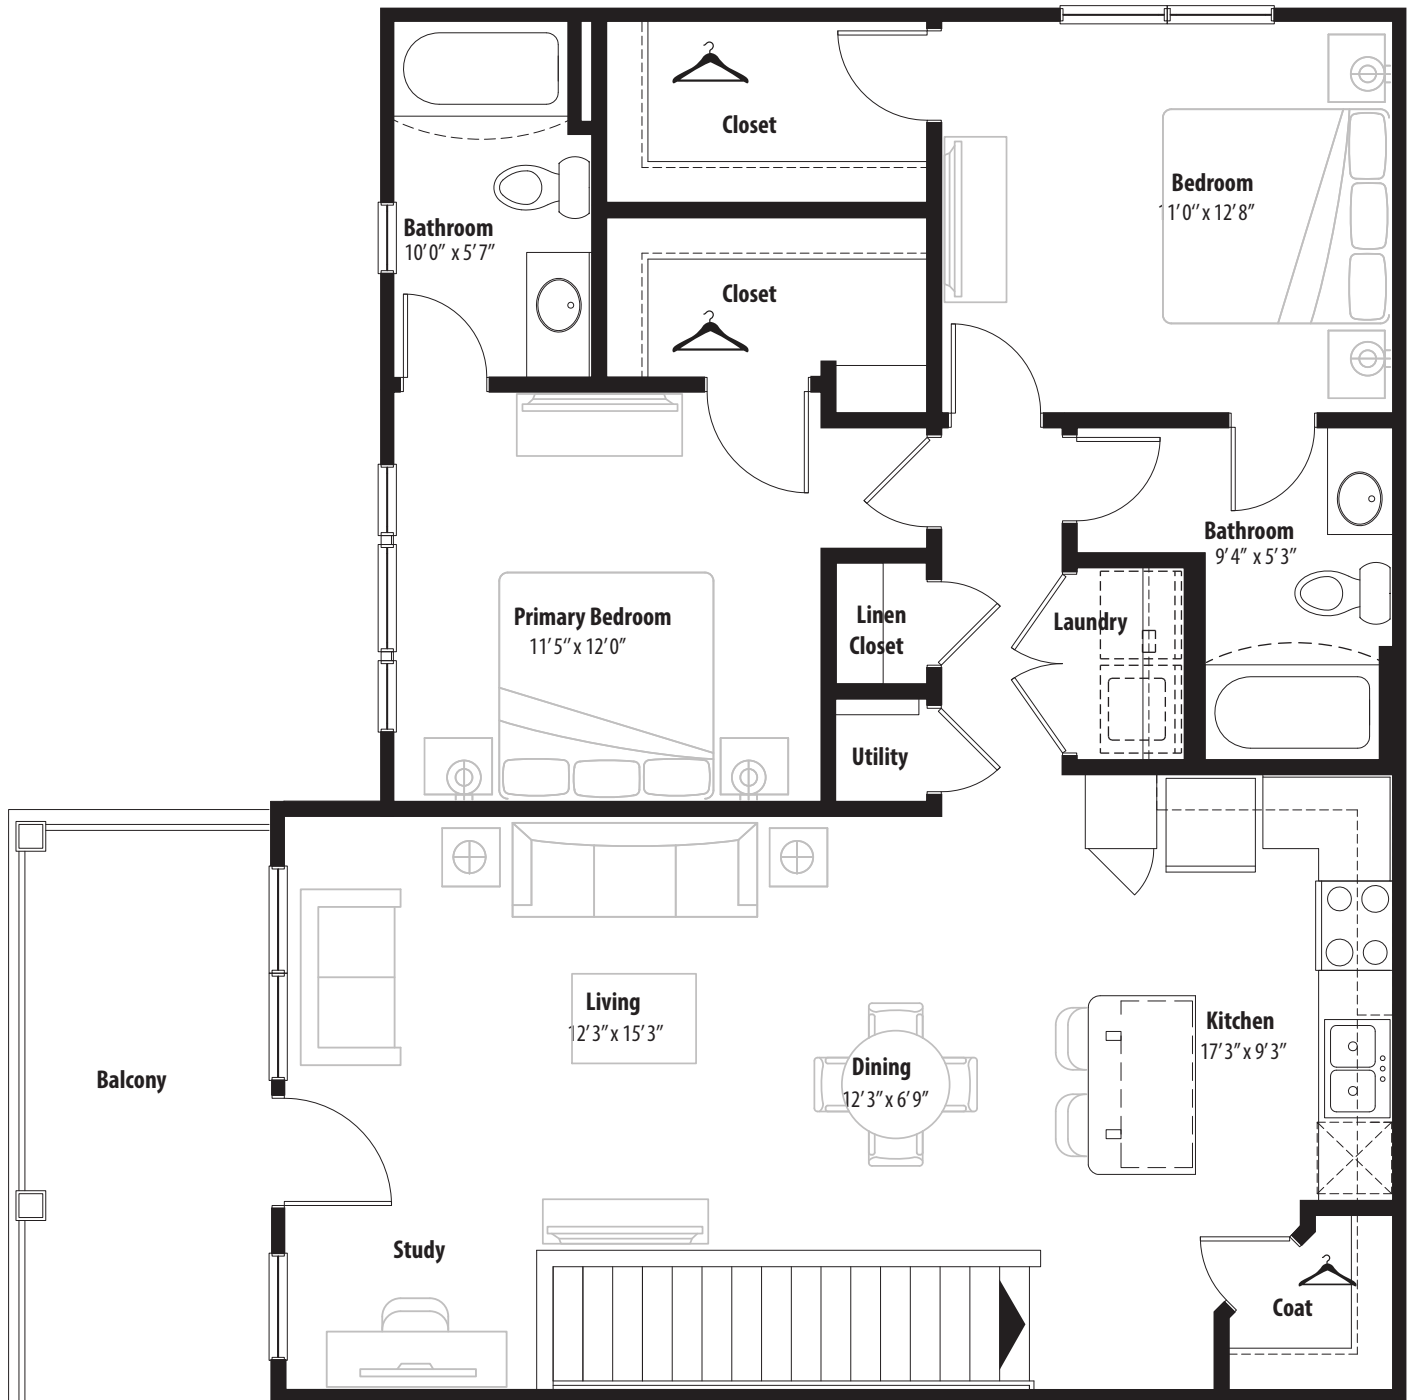 Closet
Bedroom
11'0" x 12'8"
Bathroom
10'0" x 5'7"
Closet
Bathroom
9'4" x 5'3"
Primary Bedroom
11'5" x 12'0"
Linen
Closet
Laundry
Utility
Living
12'3" x 15'3"
Kitchen
17'3" x 9'3"
Dining
12'3" x 6'9"
Balcony
Study
Coat